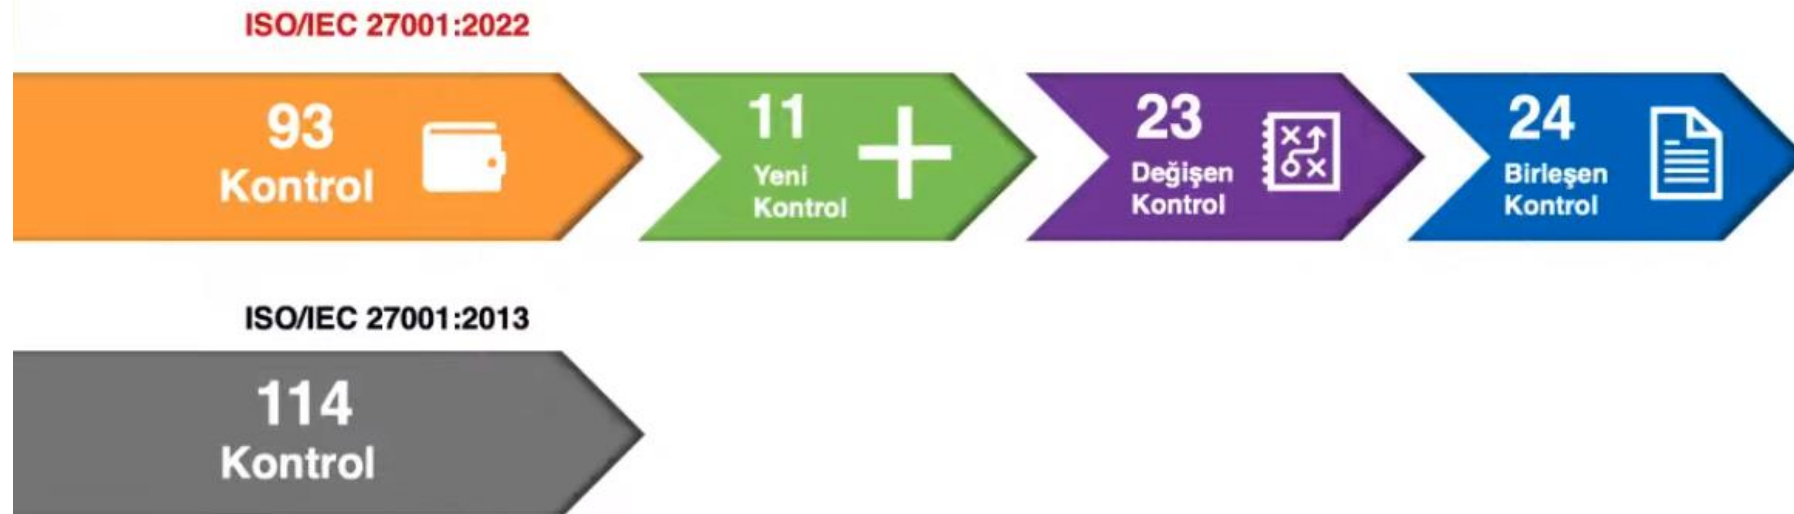 ISO/IEC 27001:2022
93
Kontrol
11
Yeni
Kontrol
23
Değişen
Kontrol
24
Birleşen
Kontrol
ISO/IEC 27001:2013
114
Kontrol